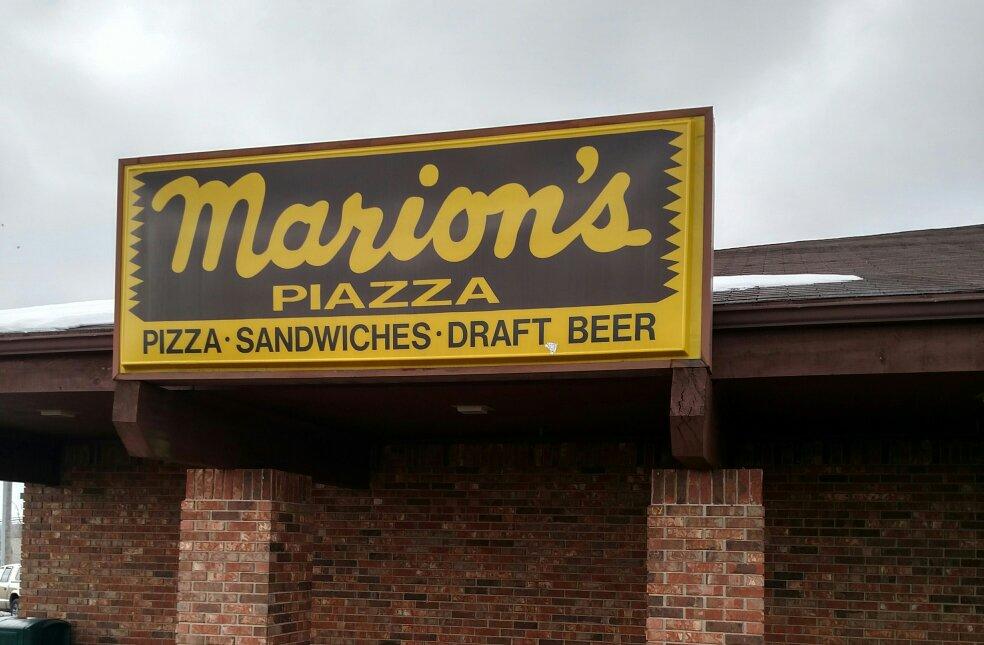 Marion's
PIAZZA
PIZZA · SANDWICHES · DRAFT BEER